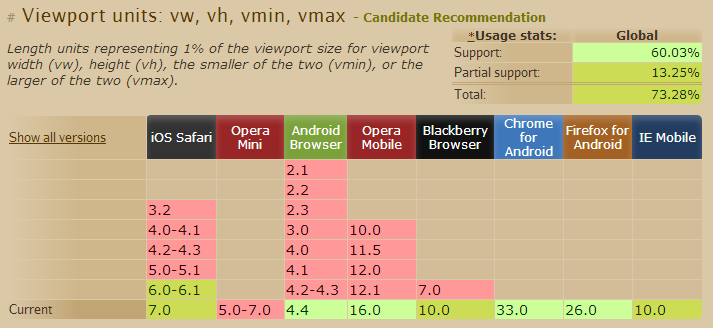 # Viewport units: vw, vh, vmin, vmax - Candidate Recommendation
Length units representing 1% of the viewport size for viewport
width (vw), height (vh), the smaller of the two (vmin), or the
larger of the two (vmax).
*Usage stats: Global
Support: 60.03%
Partial support: 13.25%
Total: 73.28%
Show all versions iOS Safari Opera Mini Android Browser Opera Mobile Blackberry Browser Chrome for Android Firefox for Android IE Mobile
2.1
2.2
3.2 2.3
4.0-4.1 3.0 10.0
4.2-4.3 4.0 11.5
5.0-5.1 4.1 12.0
6.0-6.1 4.2-4.3 12.1 7.0
Current 7.0 5.0-7.0 4.4 16.0 10.0 33.0 26.0 10.0